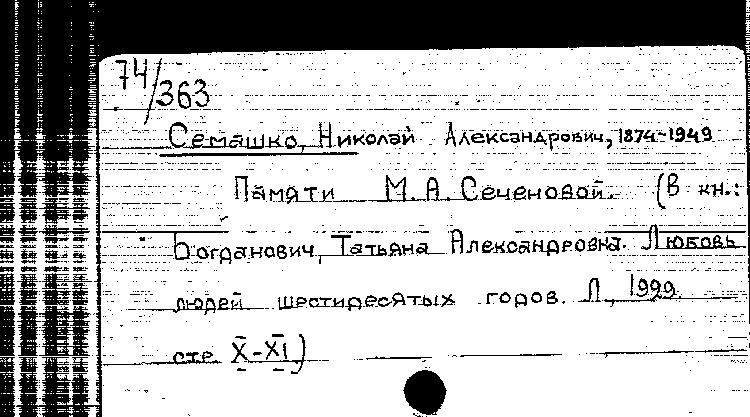 74/363
Семашко, Николай Александрович, 1874-1949
Памяти М.А. Сеченовой. (В кн.:
Богданович, Татьяна Александровна. Любовь
людей шестидесятых годов. Л., 1929.
стр. X-XI)